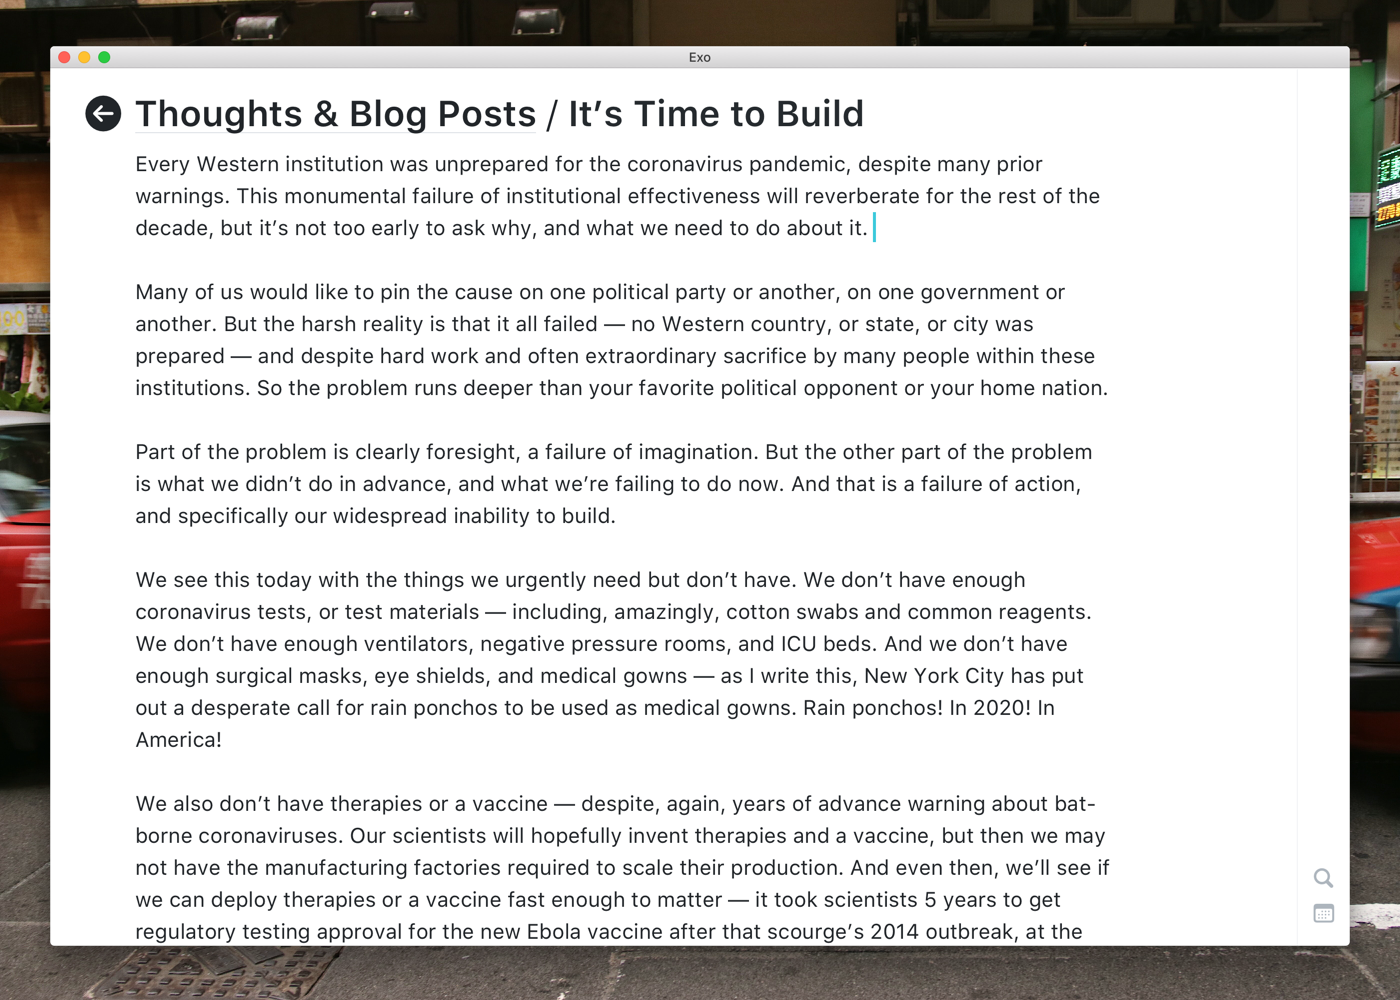 Exo
Thoughts & Blog Posts / It’s Time to Build
Every Western institution was unprepared for the coronavirus pandemic, despite many prior
warnings. This monumental failure of institutional effectiveness will reverberate for the rest of the
decade, but it’s not too early to ask why, and what we need to do about it.
Many of us would like to pin the cause on one political party or another, on one government or
another. But the harsh reality is that it all failed — no Western country, or state, or city was
prepared — and despite hard work and often extraordinary sacrifice by many people within these
institutions. So the problem runs deeper than your favorite political opponent or your home nation.
Part of the problem is clearly foresight, a failure of imagination. But the other part of the problem
is what we didn’t do in advance, and what we’re failing to do now. And that is a failure of action,
and specifically our widespread inability to build.
We see this today with the things we urgently need but don’t have. We don’t have enough
coronavirus tests, or test materials — including, amazingly, cotton swabs and common reagents.
We don’t have enough ventilators, negative pressure rooms, and ICU beds. And we don’t have
enough surgical masks, eye shields, and medical gowns — as I write this, New York City has put
out a desperate call for rain ponchos to be used as medical gowns. Rain ponchos! In 2020! In
America!
We also don’t have therapies or a vaccine — despite, again, years of advance warning about bat-
borne coronaviruses. Our scientists will hopefully invent therapies and a vaccine, but then we may
not have the manufacturing factories required to scale their production. And even then, we’ll see if
we can deploy therapies or a vaccine fast enough to matter — it took scientists 5 years to get
regulatory testing approval for the new Ebola vaccine after that scourge’s 2014 outbreak, at the